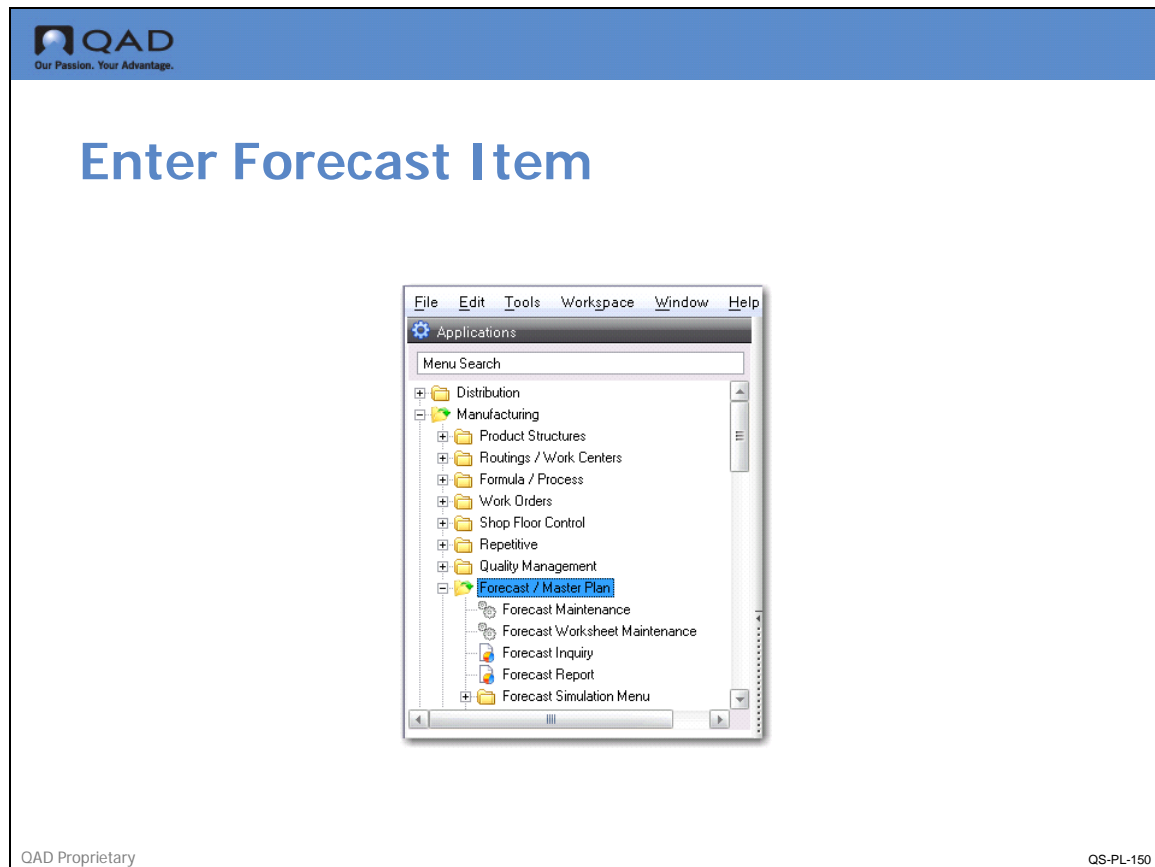 QAD
Our Passion. Your Advantage.
Enter Forecast Item
File Edit Tools Workspace Window Help
Applications
Menu Search
Distribution
Manufacturing
Product Structures
Routings / Work Centers
Formula / Process
Work Orders
Shop Floor Control
Repetitive
Quality Management
Forecast / Master Plan
Forecast Maintenance
Forecast Worksheet Maintenance
Forecast Inquiry
Forecast Report
Forecast Simulation Menu
QAD Proprietary
QS-PL-150